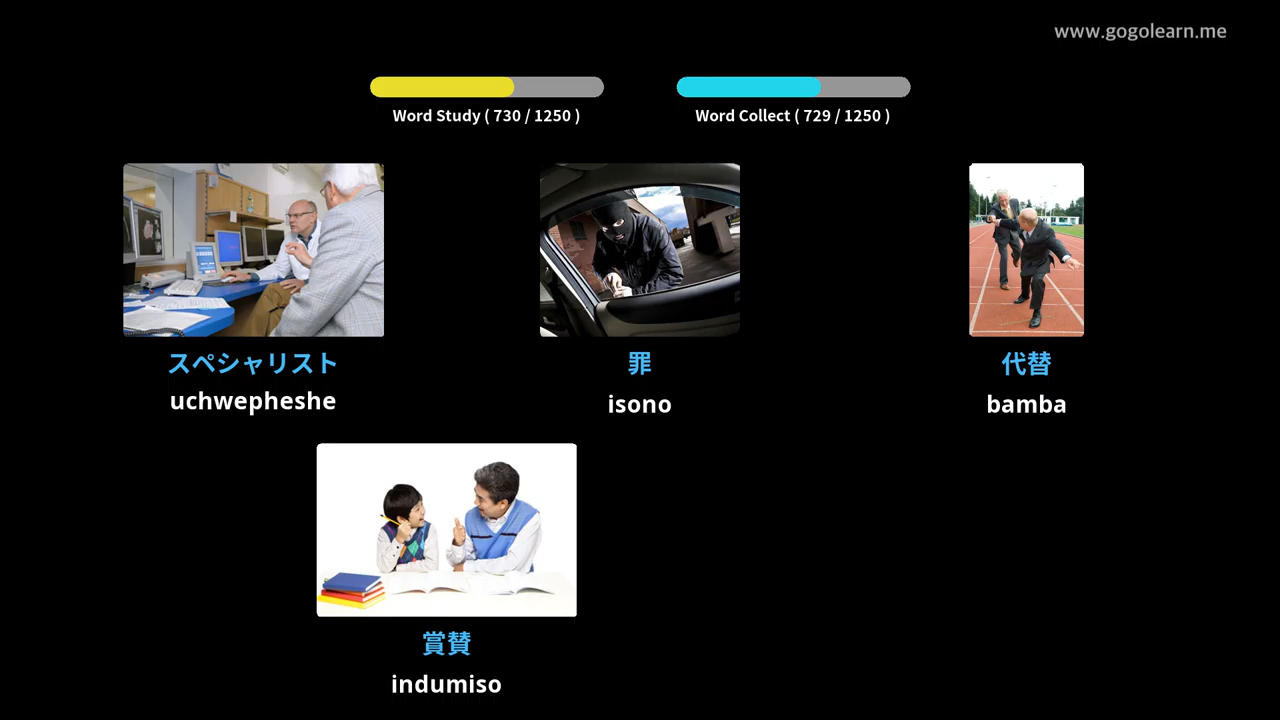 www.gogolearn.me
Word Study ( 730 / 1250 )
Word Collect ( 729 / 1250 )
スペシャリスト
uchwepheshe
罪
isono
代替
bamba
賞賛
indumiso